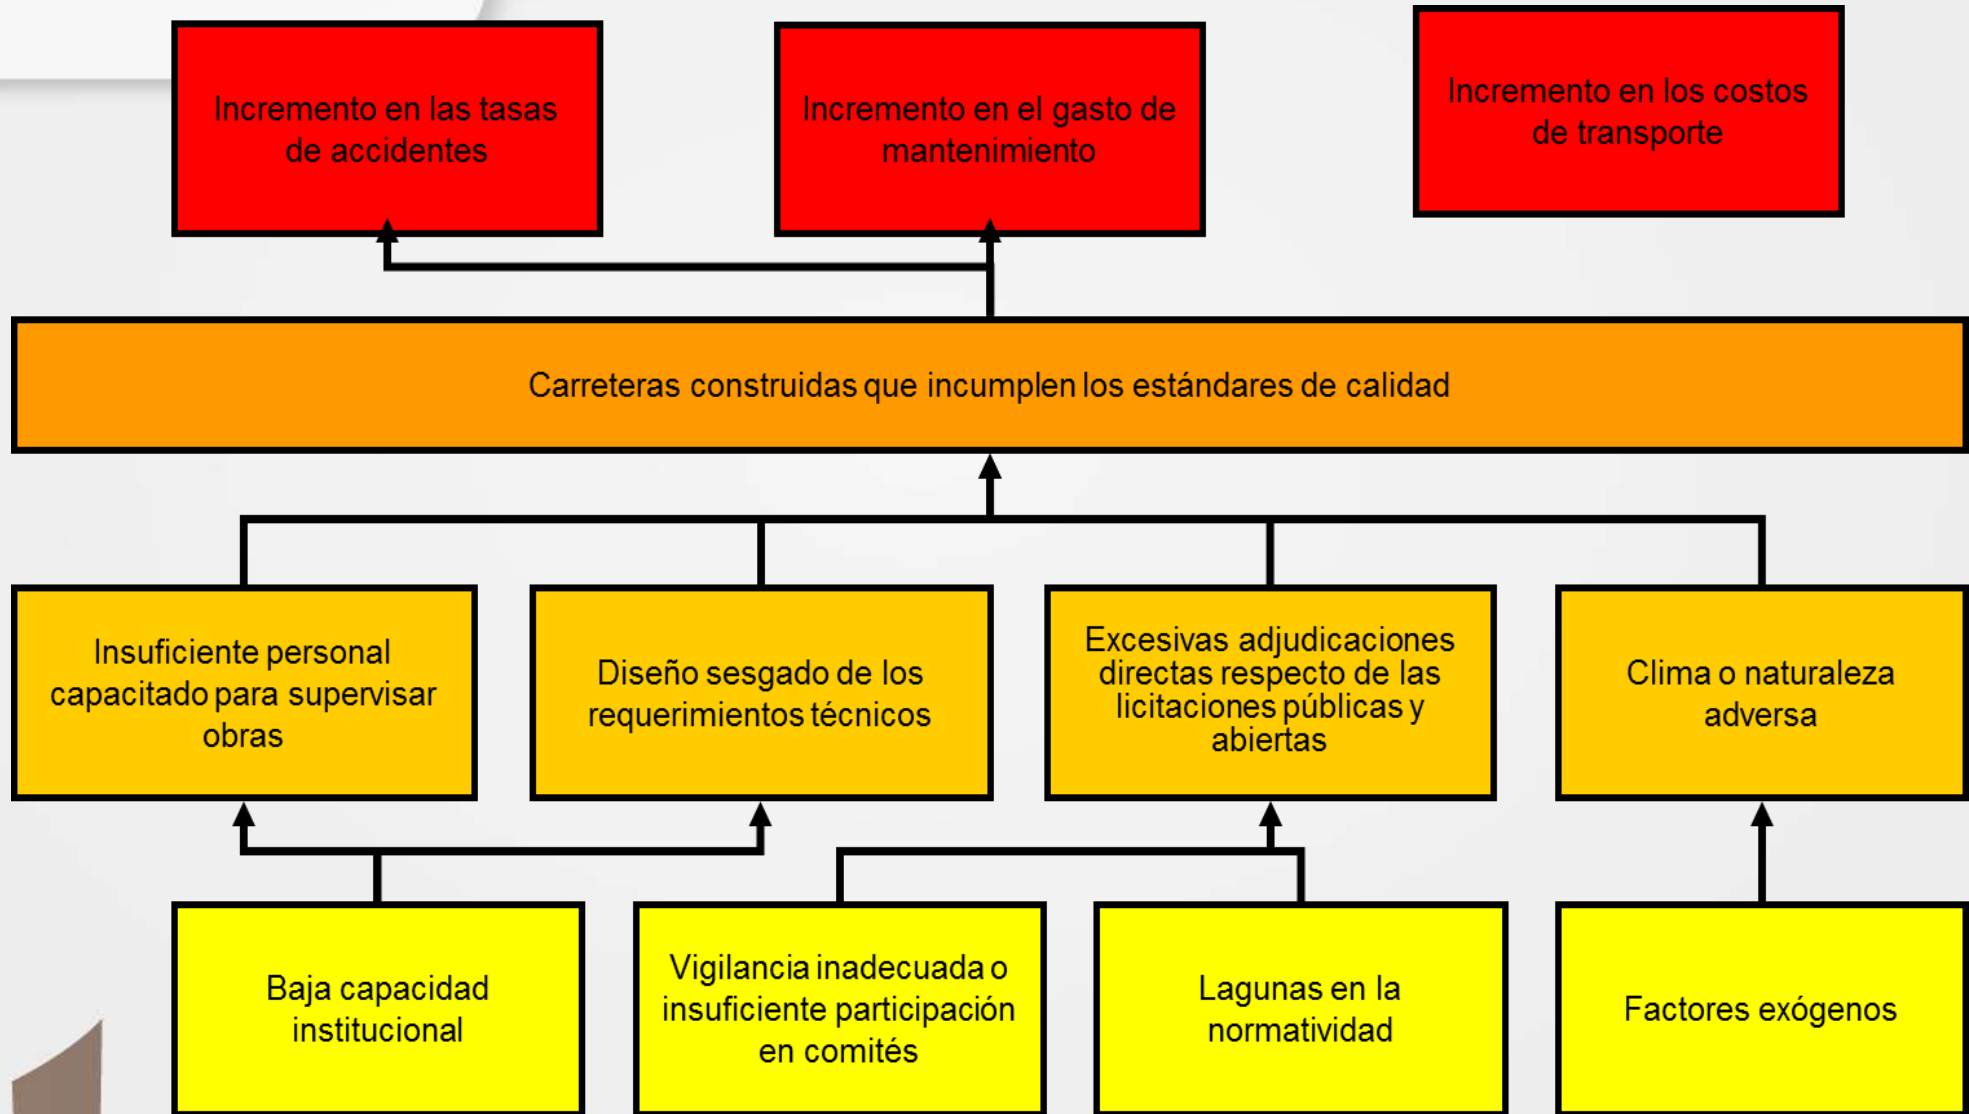 Incremento en las tasas
de accidentes
Incremento en el gasto de
mantenimiento
Incremento en los costos
de transporte
Carreteras construidas que incumplen los estándares de calidad
Insuficiente personal
capacitado para supervisar
obras
Diseño sesgado de los
requerimientos técnicos
Excesivas adjudicaciones
directas respecto de las
licitaciones públicas y
abiertas
Clima o naturaleza
adversa
Baja capacidad
institucional
Vigilancia inadecuada o
insuficiente participación
en comités
Lagunas en la
normatividad
Factores exógenos